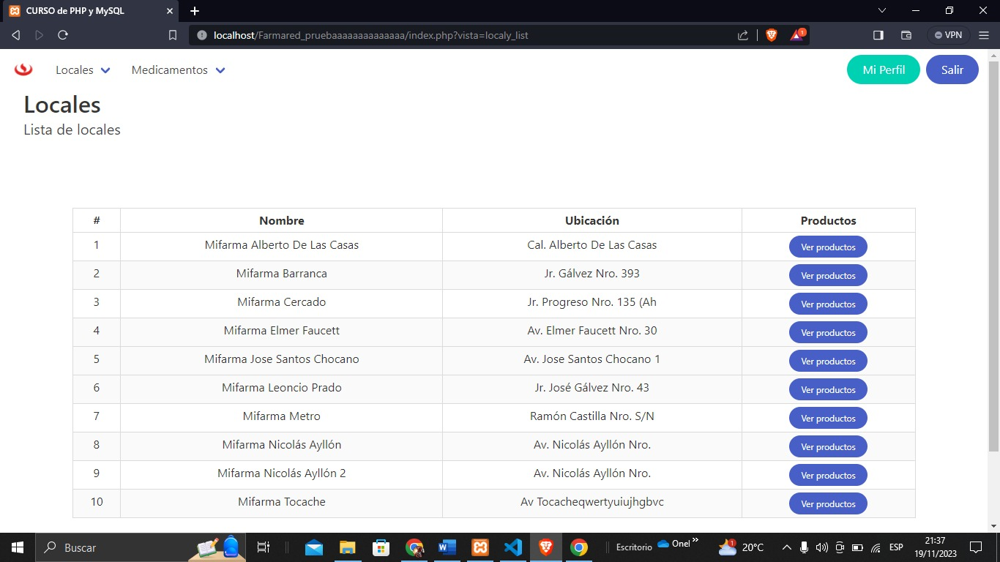 CURSO de PHP y MySQL
localhost/Farmared_pruebaaaaaaaaaaaaaaa/index.php?vista=localy_list
1
VPN
Locales
Medicamentos
Mi Perfil
Salir
Locales
Lista de locales
# Nombre Ubicación Productos
1 Mifarma Alberto De Las Casas Cal. Alberto De Las Casas Ver productos
2 Mifarma Barranca Jr. Gálvez Nro. 393 Ver productos
3 Mifarma Cercado Jr. Progreso Nro. 135 (Ah Ver productos
4 Mifarma Elmer Faucett Av. Elmer Faucett Nro. 30 Ver productos
5 Mifarma Jose Santos Chocano Av. Jose Santos Chocano 1 Ver productos
6 Mifarma Leoncio Prado Jr. José Gálvez Nro. 43 Ver productos
7 Mifarma Metro Ramón Castilla Nro. S/N Ver productos
8 Mifarma Nicolás Ayllón Av. Nicolás Ayllón Nro. Ver productos
9 Mifarma Nicolás Ayllón 2 Av. Nicolás Ayllón Nro. Ver productos
10 Mifarma Tocache Av Tocacheqwertyuiujhgbvc Ver productos
Buscar
Escritorio
Onel
1
20°C
ESP
21:37
19/11/2023